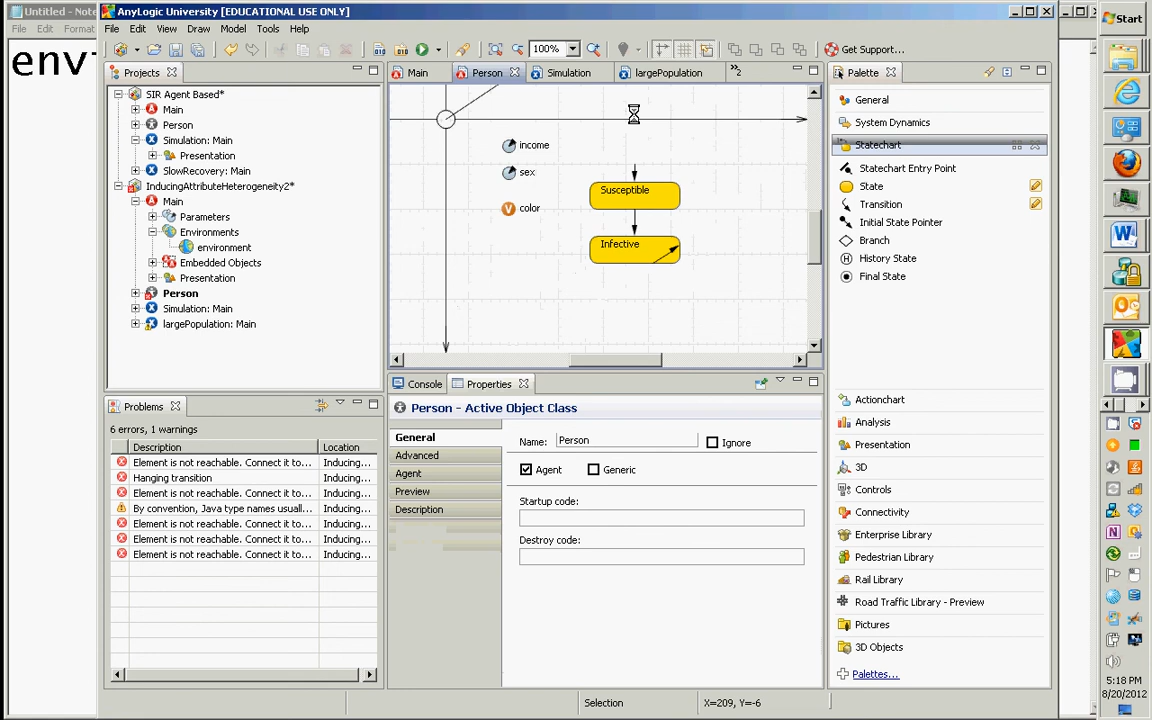 Untitled - Note
File Edit Format
env
AnyLogic University [EDUCATIONAL USE ONLY]
File Edit View Draw Model Tools Help
100%
Get Support...
Projects
SIR Agent Based*
Main
Person
Simulation: Main
Presentation
SlowRecovery: Main
InducingAttributeHeterogeneity2*
Main
Parameters
Environments
environment
Embedded Objects
Presentation
Person
Simulation: Main
largePopulation: Main
Main
Person
Simulation
largePopulation
»2
income
sex
color
Susceptible
Infective
Palette
General
System Dynamics
Statechart
Statechart Entry Point
State
Transition
Initial State Pointer
Branch
History State
Final State
Actionchart
Analysis
Presentation
3D
Controls
Connectivity
Enterprise Library
Pedestrian Library
Rail Library
Road Traffic Library - Preview
Pictures
3D Objects
Palettes...
Problems
6 errors, 1 warnings
Description Location
Element is not reachable. Connect it to... Inducing...
Hanging transition Inducing...
Element is not reachable. Connect it to... Inducing...
By convention, Java type names usuall... Inducing...
Element is not reachable. Connect it to... Inducing...
Element is not reachable. Connect it to... Inducing...
Element is not reachable. Connect it to... Inducing...
Console
Properties
Person - Active Object Class
General
Advanced
Agent
Preview
Description
Name: Person Ignore
Agent Generic
Startup code:
Destroy code:
Selection
X=209, Y=-6
Start
5:18 PM
8/20/2012